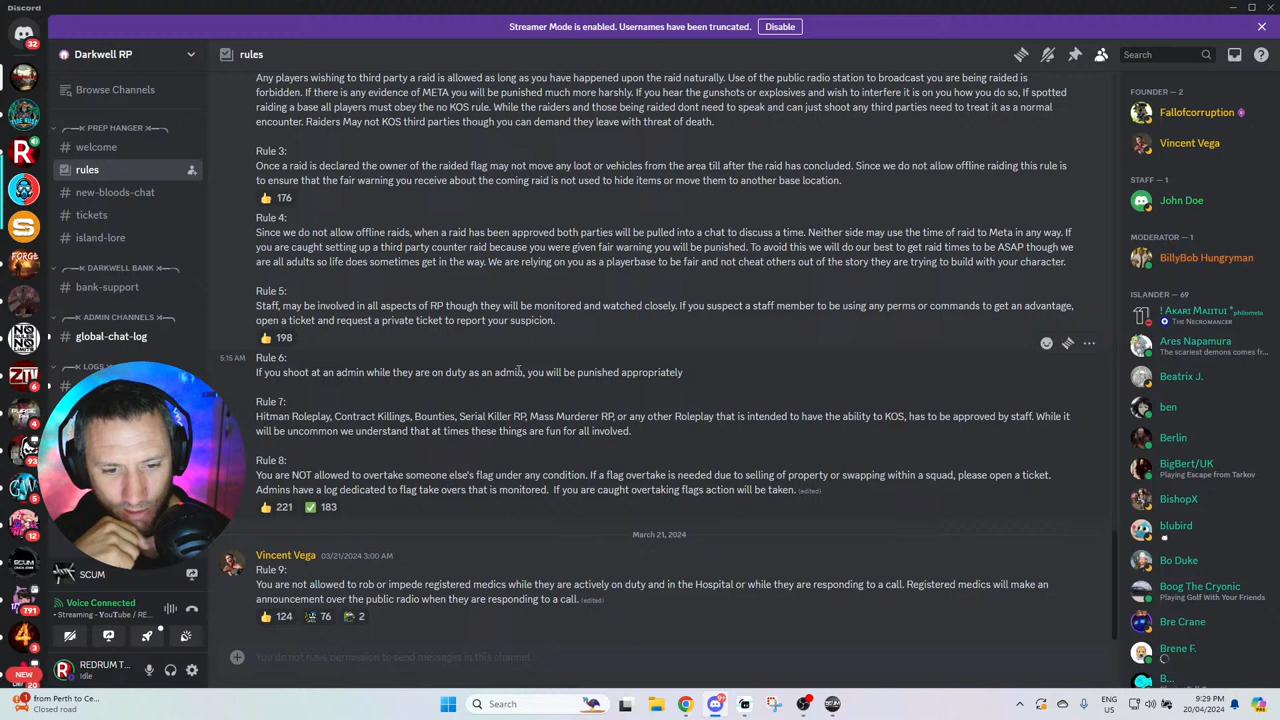 Discord
Streamer Mode is enabled. Usernames have been truncated.
Disable
32
Darkwell RP
rules
Search
Browse Channels
PREP HANGER
welcome
rules
new-bloods-chat
tickets
island-lore
DARKWELL BANK
bank-support
ADMIN CHANNELS
global-chat-log
LOGS
Any players wishing to third party a raid is allowed as long as you have happened upon the raid naturally. Use of the public radio station to broadcast you are being raided is
forbidden. If there is any evidence of META you will be punished much more harshly. If you hear the gunshots or explosives and wish to interfere it is on you how you do so, If spotted
raiding a base all players must obey the no KOS rule. While the raiders and those being raided dont need to speak and can just shoot any third parties need to treat it as a normal
encounter. Raiders May not KOS third parties though you can demand they leave with threat of death.
Rule 3:
Once a raid is declared the owner of the raided flag may not move any loot or vehicles from the area till after the raid has concluded. Since we do not allow offline raiding this rule is
to ensure that the fair warning you receive about the coming raid is not used to hide items or move them to another base location.
176
Rule 4:
Since we do not allow offline raids, when a raid has been approved both parties will be pulled into a chat to discuss a time. Neither side may use the time of raid to Meta in any way. If
you are caught setting up a third party counter raid because you were given fair warning you will be punished. To avoid this we will do our best to get raid times to be ASAP though we
are all adults so life does sometimes get in the way. We are relying on you as a playerbase to be fair and not cheat others out of the story they are trying to build with your character.
Rule 5:
Staff, may be involved in all aspects of RP though they will be monitored and watched closely. If you suspect a staff member to be using any perms or commands to get an advantage,
open a ticket and request a private ticket to report your suspicion.
198
5:15 AM
Rule 6:
If you shoot at an admin while they are on duty as an admin, you will be punished appropriately
Rule 7:
Hitman Roleplay, Contract Killings, Bounties, Serial Killer RP, Mass Murderer RP, or any other Roleplay that is intended to have the ability to KOS, has to be approved by staff. While it
will be uncommon we understand that at times these things are fun for all involved.
Rule 8:
You are NOT allowed to overtake someone else's flag under any condition. If a flag overtake is needed due to selling of property or swapping within a squad, please open a ticket.
Admins have a log dedicated to flag take overs that is monitored. If you are caught overtaking flags action will be taken. (edited)
221 183
March 21, 2024
Vincent Vega 03/21/2024 3:00 AM
Rule 9:
You are not allowed to rob or impede registered medics while they are actively on duty and in the Hospital or while they are responding to a call. Registered medics will make an
announcement over the public radio when they are responding to a call. (edited)
124 76 2
You do not have permission to send messages in this channel.
FOUNDER — 2
Fallofcorruption
Vincent Vega
STAFF — 1
John Doe
MODERATOR — 1
BillyBob Hungryman
ISLANDER — 69
! Akari Maiitui *philomela
The Necromancer
Ares Napamura
The scariest demons comes fr...
Beatrix J.
ben
Berlin
BigBert/UK
Playing Escape From Tarkov
BishopX
blubird
Bo Duke
Boog The Cryonic
Playing Golf With Your Friends
Bre Crane
Brene F.
B...
FORGE
NO RULES NO LIMITS
ZTV
6
4
93
5
12
SCUM
791
4
3
NEW
20
SCUM
Voice Connected
- Streaming - YouTube / RE...
REDRUM T...
Idle
from Perth to Ce...
Closed road
Search
9+
ENG
US
9:29 PM
20/04/2024